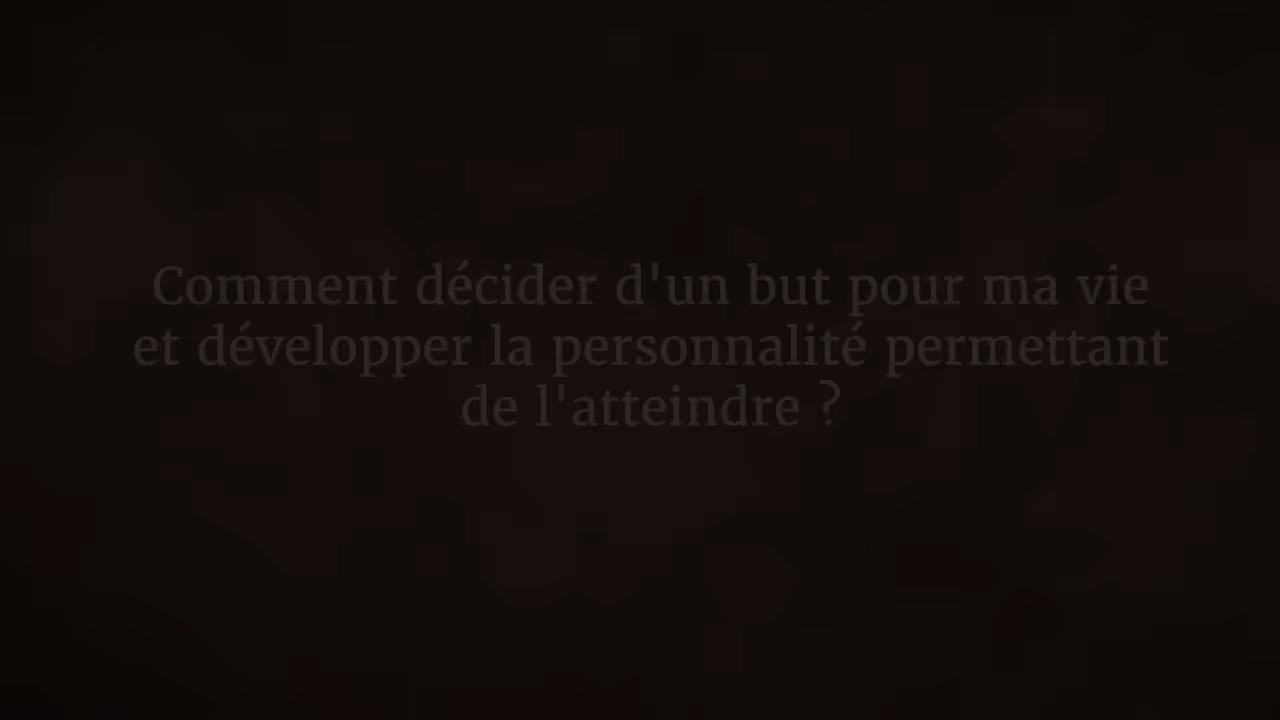 Comment décider d'un but pour ma vie
et développer la personnalité permettant
de l'atteindre ?